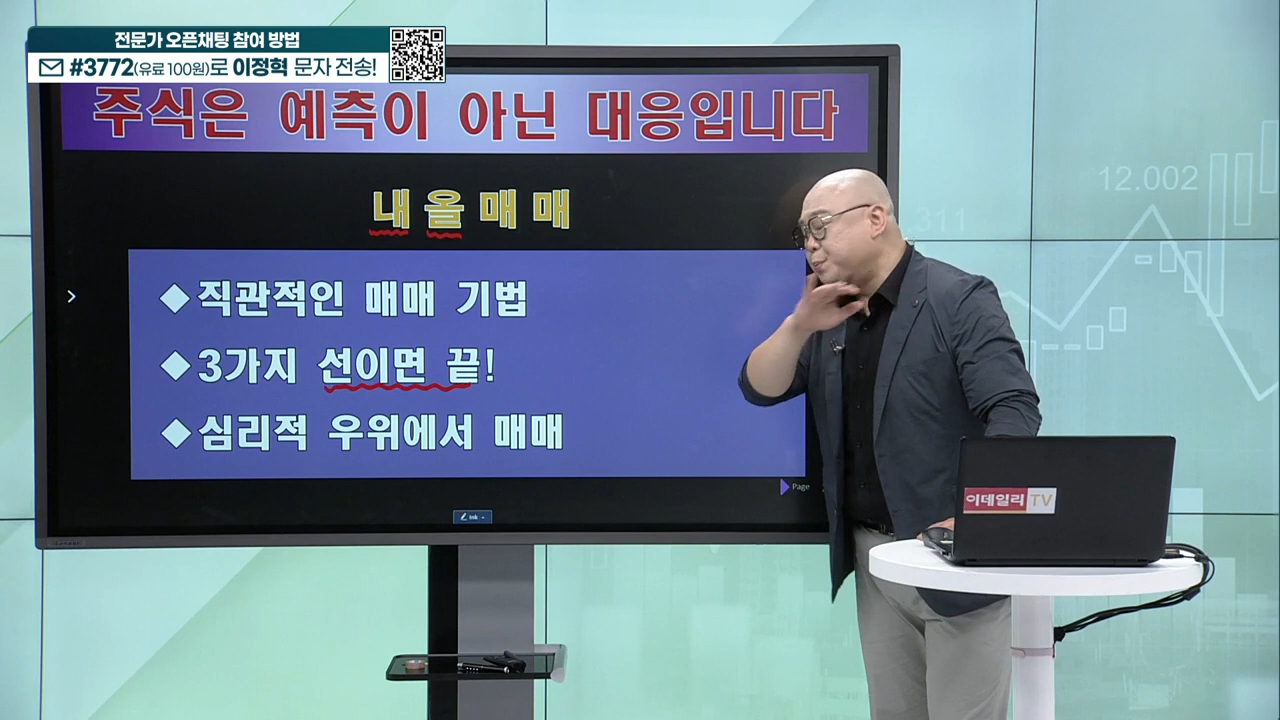 전문가 오픈채팅 참여 방법
#3772(유료 100원)로 이정혁 문자 전송!
주식은 예측이 아닌 대응입니다
내올매매
◆직관적인 매매 기법
◆3가지 선이면 끝!
◆심리적 우위에서 매매
Page
Ink
이데일리TV
12.002
.311